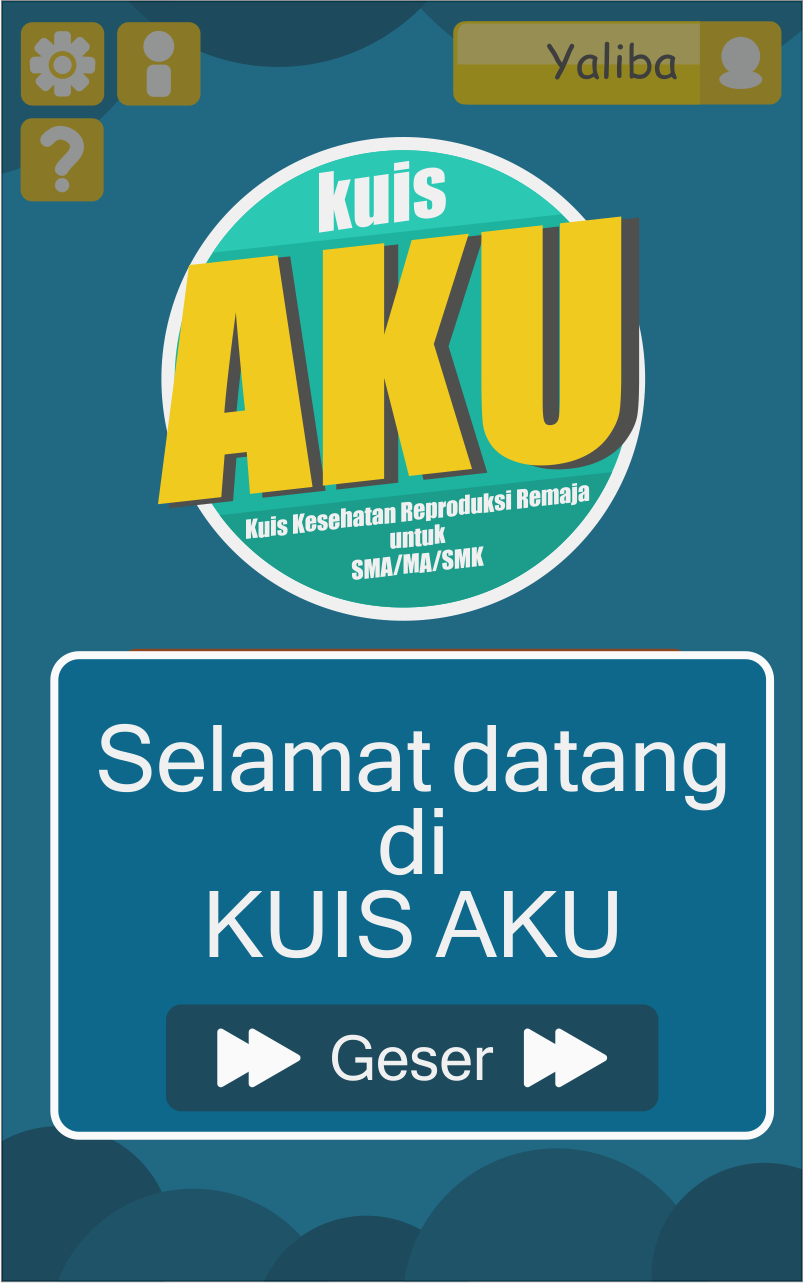 Yaliba
?
kuis
AKU
Kuis Kesehatan Reproduksi Remaja
untuk
SMA/MA/SMK
Selamat datang
di
KUIS AKU
Geser